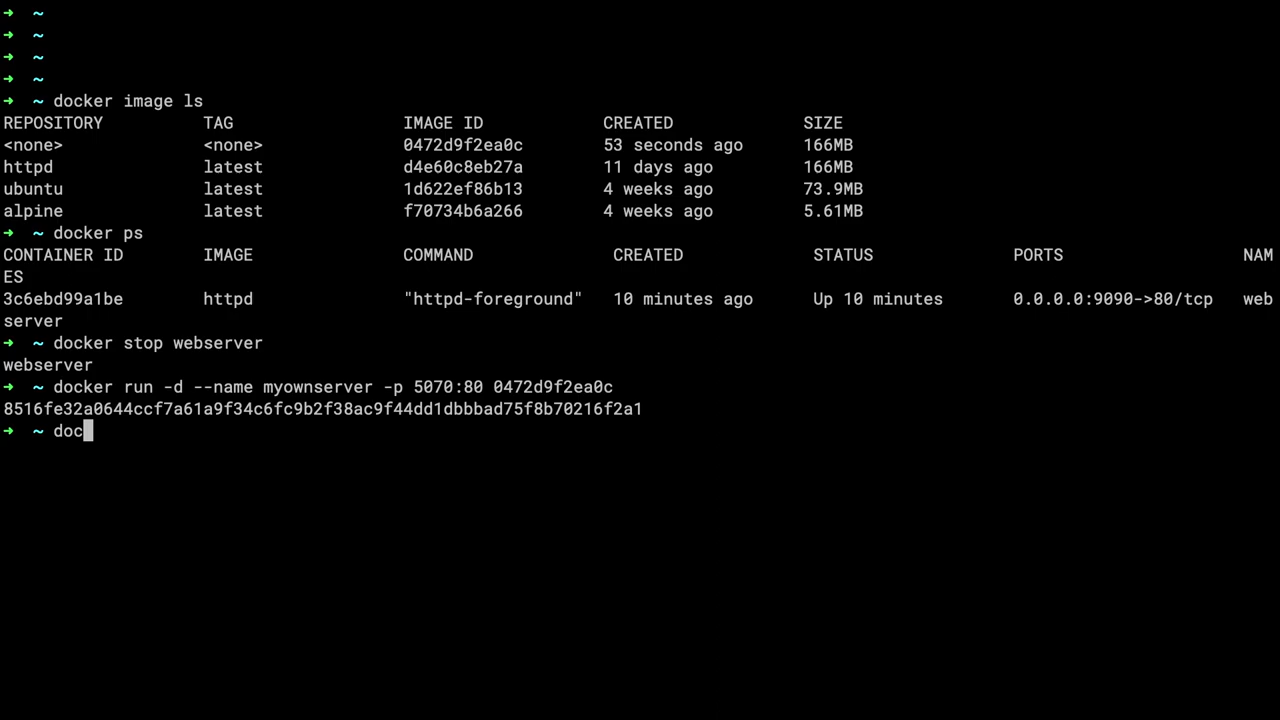 ➜ ~
➜ ~
➜ ~
➜ ~
➜ ~ docker image ls
REPOSITORY TAG IMAGE ID CREATED SIZE
<none> <none> 0472d9f2ea0c 53 seconds ago 166MB
httpd latest d4e60c8eb27a 11 days ago 166MB
ubuntu latest 1d622ef86b13 4 weeks ago 73.9MB
alpine latest f70734b6a266 4 weeks ago 5.61MB
➜ ~ docker ps
CONTAINER ID IMAGE COMMAND CREATED STATUS PORTS NAM
ES
3c6ebd99a1be httpd "httpd-foreground" 10 minutes ago Up 10 minutes 0.0.0.0:9090->80/tcp web
server
➜ ~ docker stop webserver
webserver
➜ ~ docker run -d --name myownserver -p 5070:80 0472d9f2ea0c
8516fe32a0644ccf7a61a9f34c6fc9b2f38ac9f44dd1dbbbad75f8b70216f2a1
➜ ~ doc